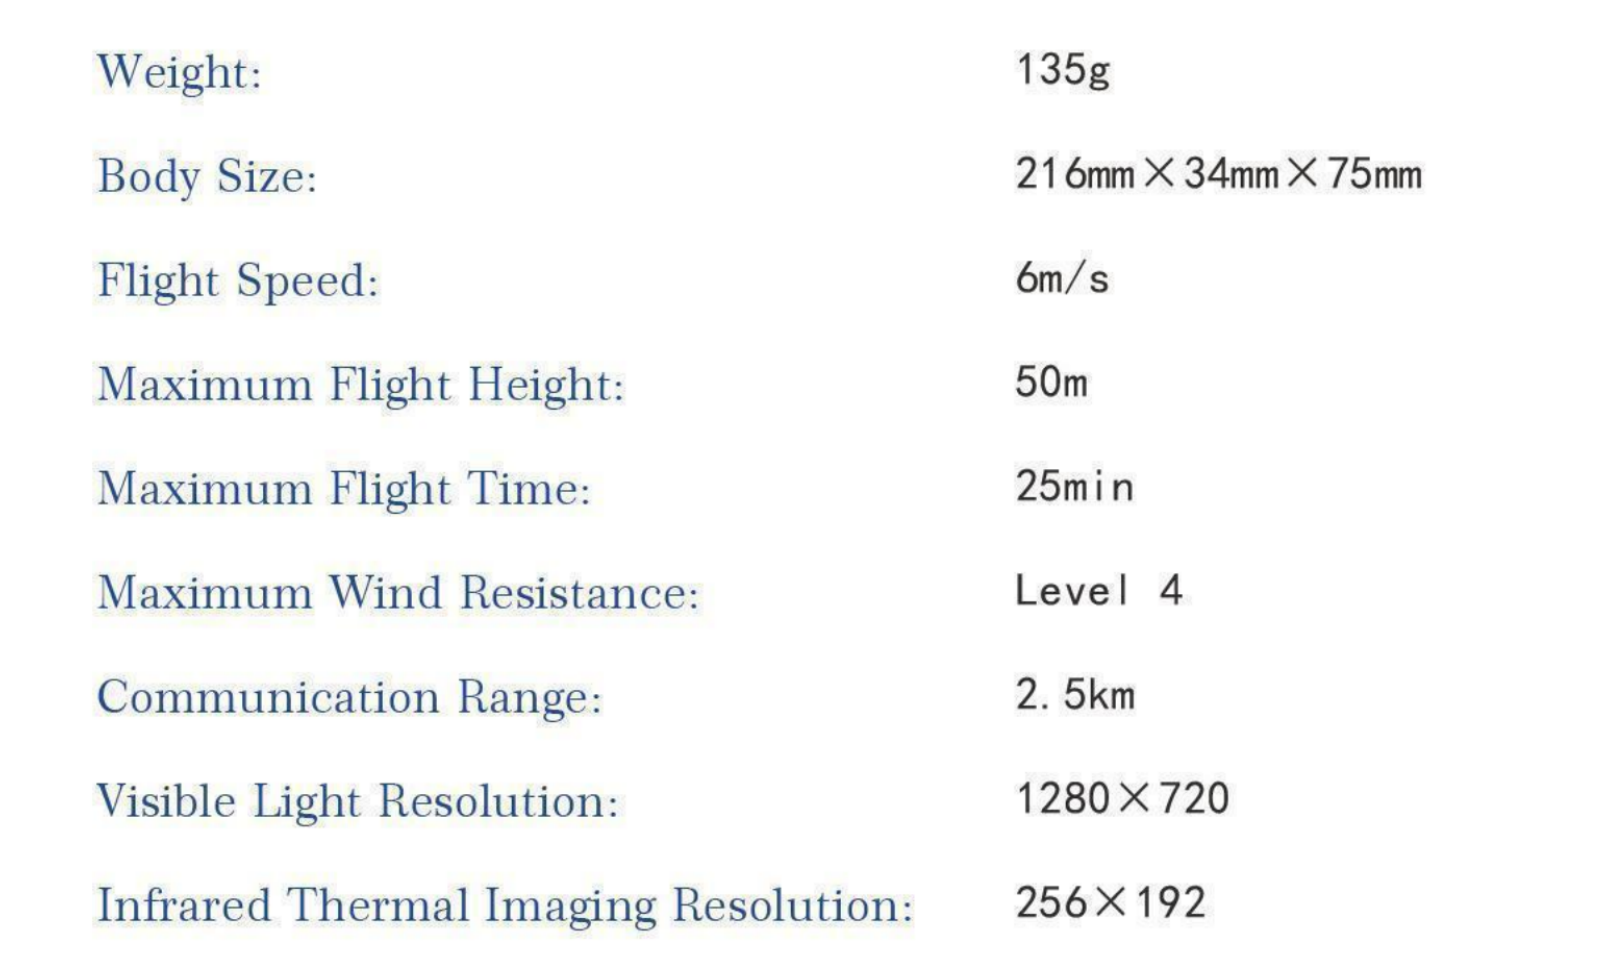 Weight: 135g
Body Size: 216mm×34mm×75mm
Flight Speed: 6m/s
Maximum Flight Height: 50m
Maximum Flight Time: 25min
Maximum Wind Resistance: Level 4
Communication Range: 2.5km
Visible Light Resolution: 1280×720
Infrared Thermal Imaging Resolution: 256×192